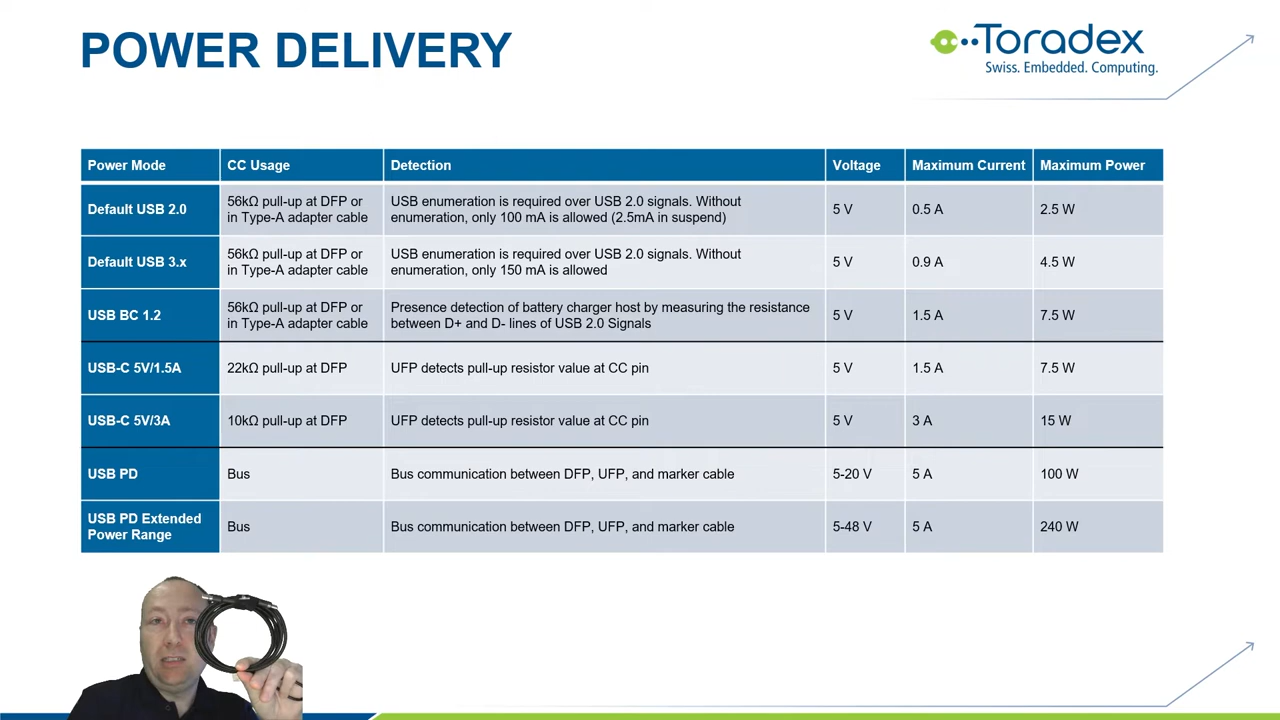 POWER DELIVERY
Toradex
Swiss. Embedded. Computing.
Power Mode CC Usage Detection Voltage Maximum Current Maximum Power
Default USB 2.0 56kΩ pull-up at DFP or in Type-A adapter cable USB enumeration is required over USB 2.0 signals. Without enumeration, only 100 mA is allowed (2.5mA in suspend) 5 V 0.5 A 2.5 W
Default USB 3.x 56kΩ pull-up at DFP or in Type-A adapter cable USB enumeration is required over USB 2.0 signals. Without enumeration, only 150 mA is allowed 5 V 0.9 A 4.5 W
USB BC 1.2 56kΩ pull-up at DFP or in Type-A adapter cable Presence detection of battery charger host by measuring the resistance between D+ and D- lines of USB 2.0 Signals 5 V 1.5 A 7.5 W
USB-C 5V/1.5A 22kΩ pull-up at DFP UFP detects pull-up resistor value at CC pin 5 V 1.5 A 7.5 W
USB-C 5V/3A 10kΩ pull-up at DFP UFP detects pull-up resistor value at CC pin 5 V 3 A 15 W
USB PD Bus Bus communication between DFP, UFP, and marker cable 5-20 V 5 A 100 W
USB PD Extended Power Range Bus Bus communication between DFP, UFP, and marker cable 5-48 V 5 A 240 W